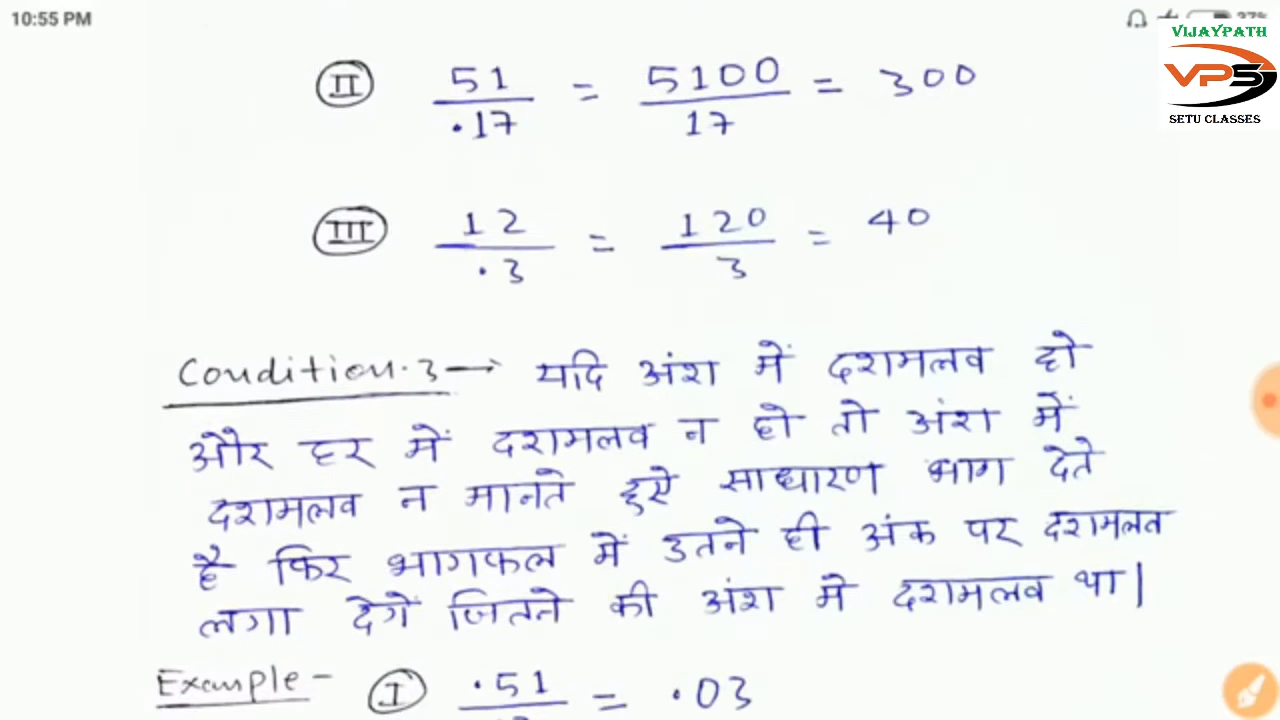 10:55 PM
VIJAYPATH
VPS
SETU CLASSES
II 51/.17 = 5100/17 = 300
III 12/.3 = 120/3 = 40
Condition.3→ यदि अंश में दशमलव हो
और हर में दशमलव न हो तो अंश में
दशमलव न मानते हुऐ साधारण भाग देते
है फिर भागफल में उतने ही अंक पर दशमलव
लगा देगें जितने की अंश मे दशमलव था|
Example- I .51/ = .03